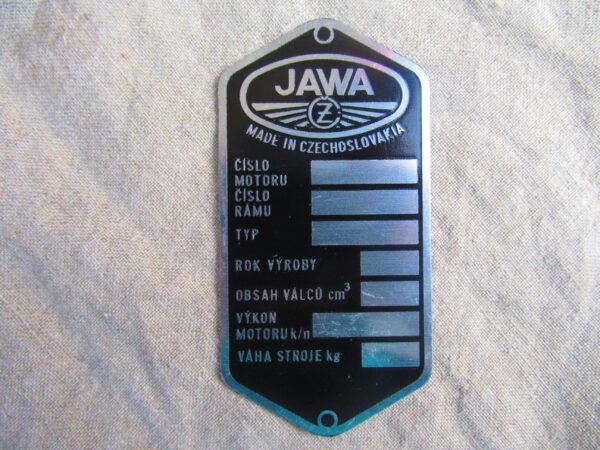 JAWA
ČZ
MADE IN CZECHOSLOVAKIA
ČÍSLO
MOTORU
ČÍSLO
RÁMU
TYP
ROK VÝROBY
OBSAH VÁLCŮ cm³
VÝKON
MOTORU k/n
VÁHA STROJE kg